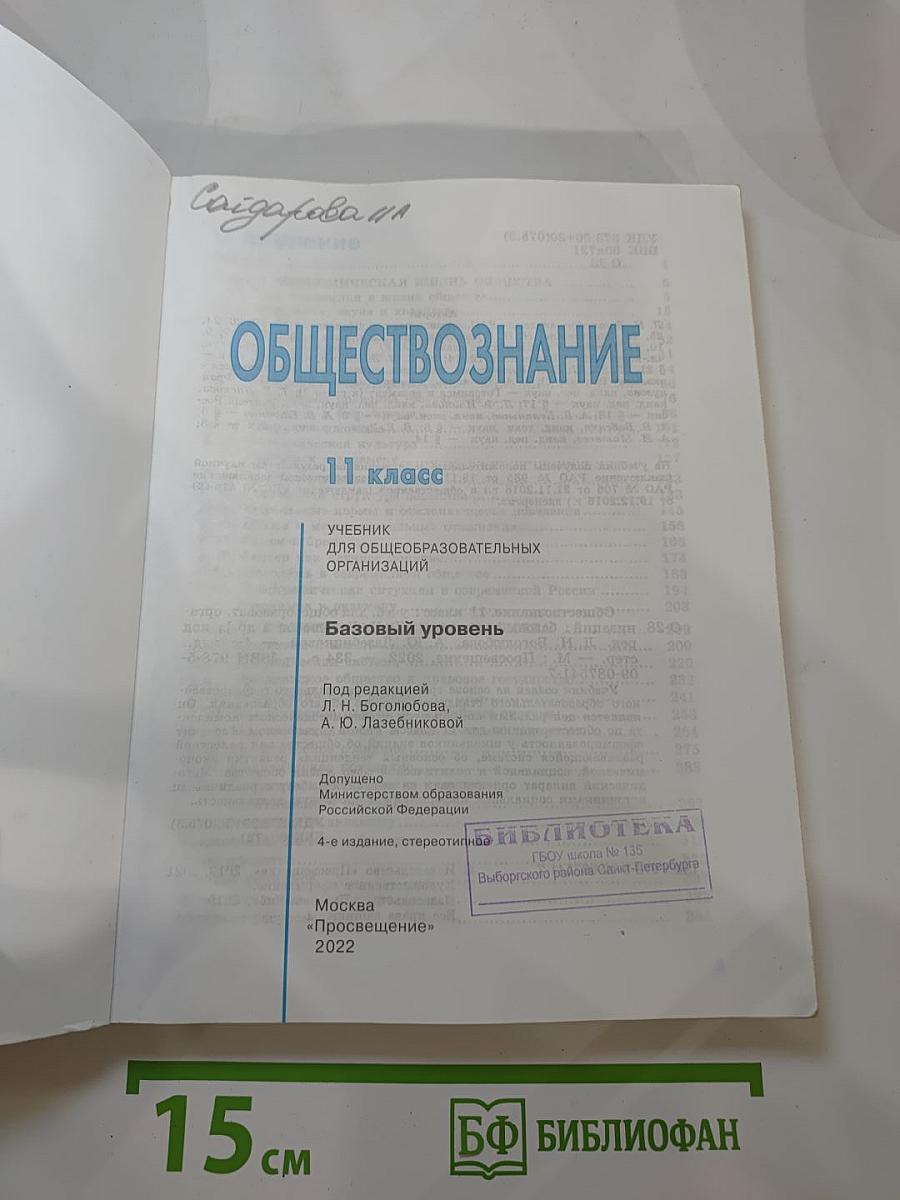 Сайдарова
ОБЩЕСТВОЗНАНИЕ
11 класс
УЧЕБНИК
ДЛЯ ОБЩЕОБРАЗОВАТЕЛЬНЫХ
ОРГАНИЗАЦИЙ
Базовый уровень
Под редакцией
Л. Н. Боголюбова,
А. Ю. Лазебниковой
Допущено
Министерством образования
Российской Федерации
4-е издание, стереотипное
БИБЛИОТЕКА
ГБОУ школа № 135
Выборгского района Санкт-Петербурга
Москва
«Просвещение»
2022
15 см
БФ БИБЛИОФАН